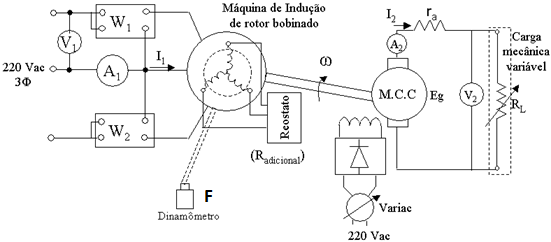 W₁
V₁
220 Vac
3Φ
A₁
I₁
W₂
Máquina de Indução
de rotor bobinado
Reostato
(Radicional)
F
Dinamômetro
ω
I₂
rₐ
A₂
M.C.C
Eg
V₂
Carga
mecânica
variável
R_L
Variac
220 Vac